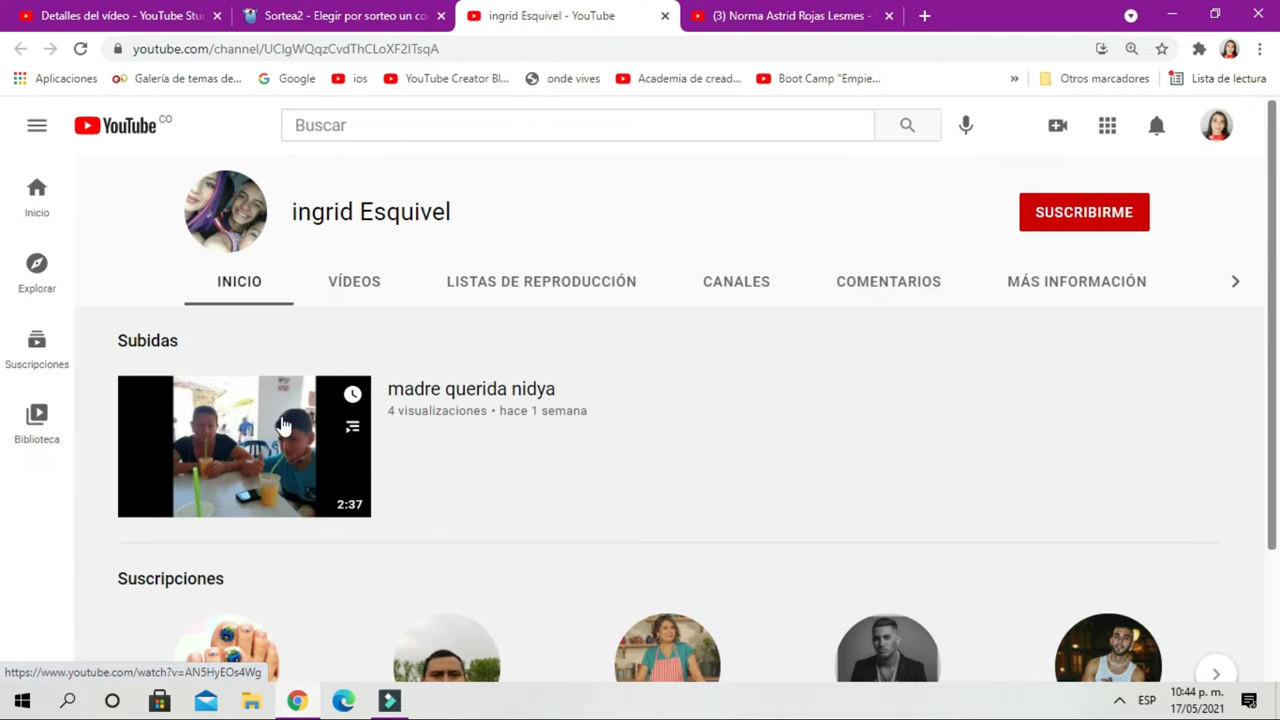 Detalles del vídeo - YouTube Stu
Sortea2 - Elegir por sorteo un co
ingrid Esquivel - YouTube
(3) Norma Astrid Rojas Lesmes -
youtube.com/channel/UClgWQqzCvdThCLoXF2ITsqA
Aplicaciones
Galería de temas de...
Google
ios
YouTube Creator Bl...
onde vives
Academia de cread...
Boot Camp "Empie...
»
Otros marcadores
Lista de lectura
YouTube CO
Buscar
Inicio
Explorar
Suscripciones
Biblioteca
ingrid Esquivel
SUSCRIBIRME
INICIO
VÍDEOS
LISTAS DE REPRODUCCIÓN
CANALES
COMENTARIOS
MÁS INFORMACIÓN
Subidas
madre querida nidya
4 visualizaciones • hace 1 semana
2:37
Suscripciones
https://www.youtube.com/watch?v=AN5HyEOs4Wg
ESP
10:44 p. m.
17/05/2021